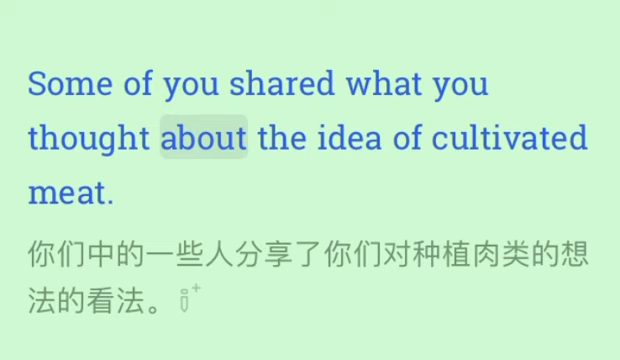 Some of you shared what you
thought about the idea of cultivated
meat.
你们中的一些人分享了你们对种植肉类的想
法的看法。